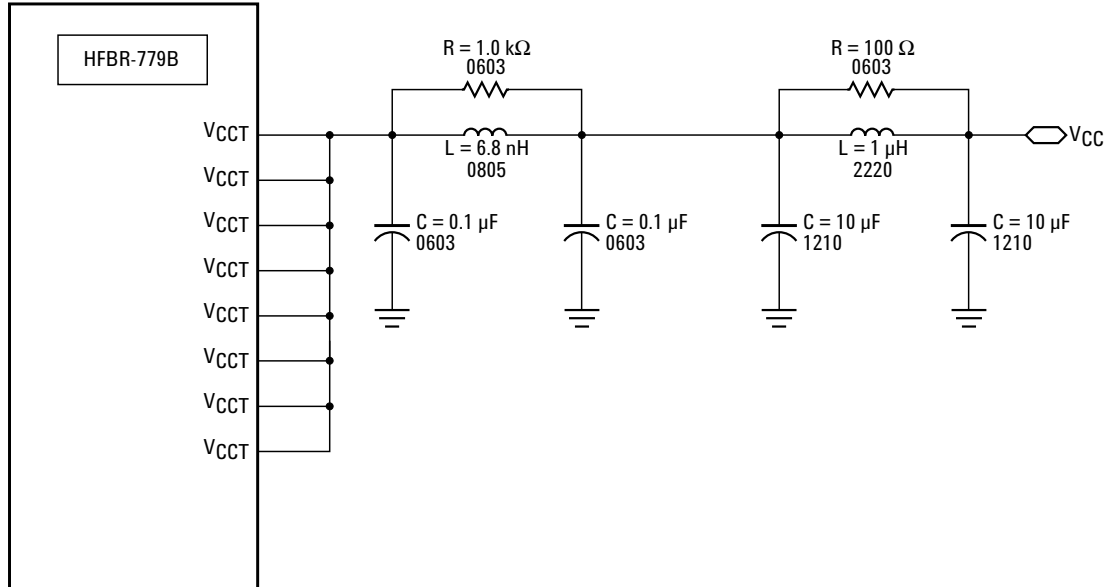 HFBR-779B
R = 1.0 kΩ
0603
R = 100 Ω
0603
VCCT
L = 6.8 nH
0805
L = 1 µH
2220
VCC
VCCT
VCCT
C = 0.1 µF
0603
C = 0.1 µF
0603
C = 10 µF
1210
C = 10 µF
1210
VCCT
VCCT
VCCT
VCCT
VCCT